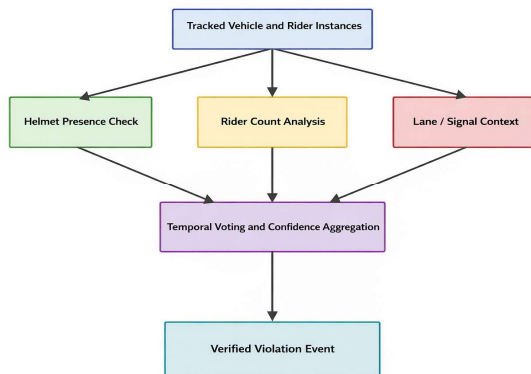 Tracked Vehicle and Rider Instances
Helmet Presence Check
Rider Count Analysis
Lane / Signal Context
Temporal Voting and Confidence Aggregation
Verified Violation Event